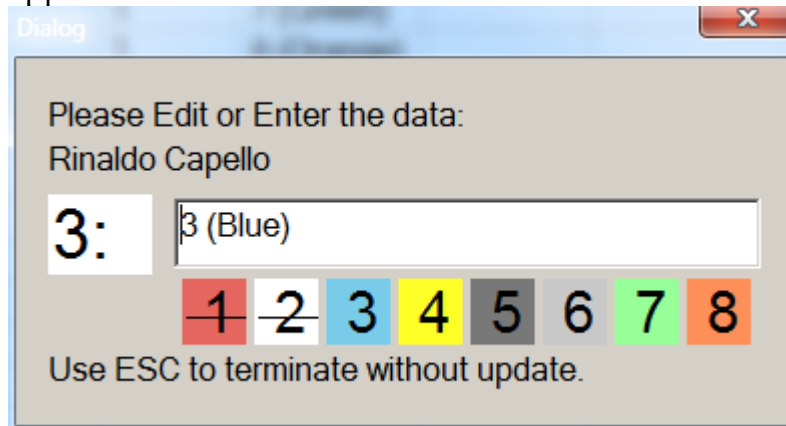 Dialog
Please Edit or Enter the data:
Rinaldo Capello
3:
3 (Blue)
1 2 3 4 5 6 7 8
Use ESC to terminate without update.